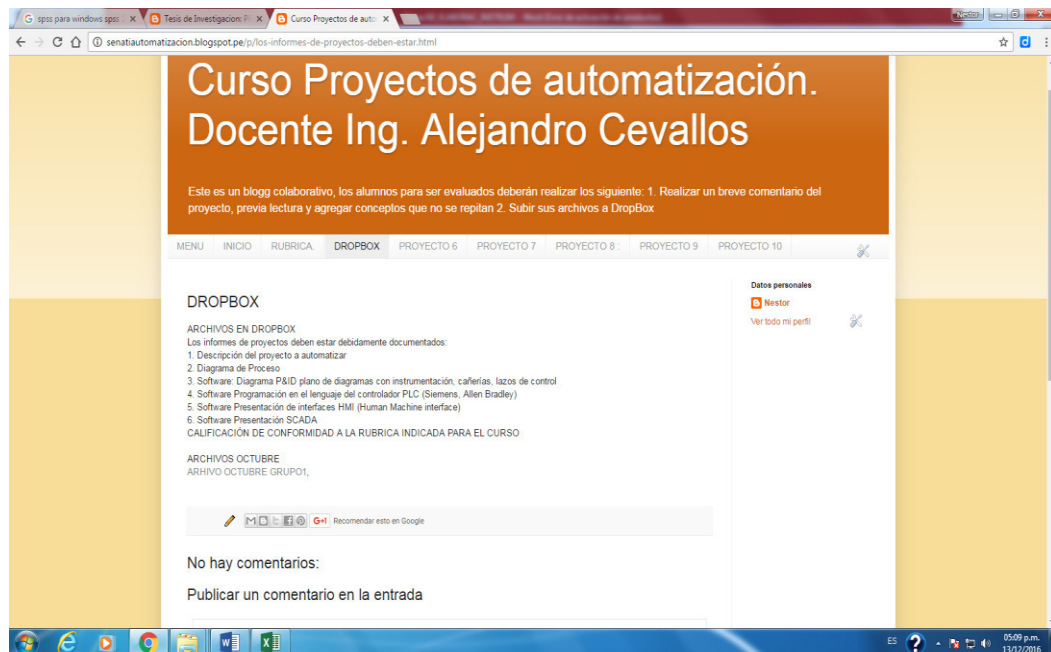 spss para windows spss
Tesis de Investigacion: P
Curso Proyectos de autor
Nestor
senatiautomatizacion.blogspot.pe/p/los-informes-de-proyectos-deben-estar.html
Curso Proyectos de automatización.
Docente Ing. Alejandro Cevallos
Este es un blogg colaborativo, los alumnos para ser evaluados deberán realizar los siguiente: 1. Realizar un breve comentario del
proyecto, previa lectura y agregar conceptos que no se repitan 2. Subir sus archivos a DropBox
MENU INICIO RUBRICA. DROPBOX PROYECTO 6 PROYECTO 7 PROYECTO 8 : PROYECTO 9 PROYECTO 10
Datos personales
Nestor
Ver todo mi perfil
DROPBOX
ARCHIVOS EN DROPBOX
Los informes de proyectos deben estar debidamente documentados:
1. Descripción del proyecto a automatizar
2. Diagrama de Proceso
3. Software: Diagrama P&ID plano de diagramas con instrumentación, cañerías, lazos de control
4. Software Programación en el lenguaje del controlador PLC (Siemens, Allen Bradley)
5. Software Presentación de interfaces HMI (Human Machine interface)
6. Software Presentación SCADA
CALIFICACIÓN DE CONFORMIDAD A LA RUBRICA INDICADA PARA EL CURSO
ARCHIVOS OCTUBRE
ARHIVO OCTUBRE GRUPO1,
G+1 Recomendar esto en Google
No hay comentarios:
Publicar un comentario en la entrada
ES
05:09 p.m.
13/12/2016